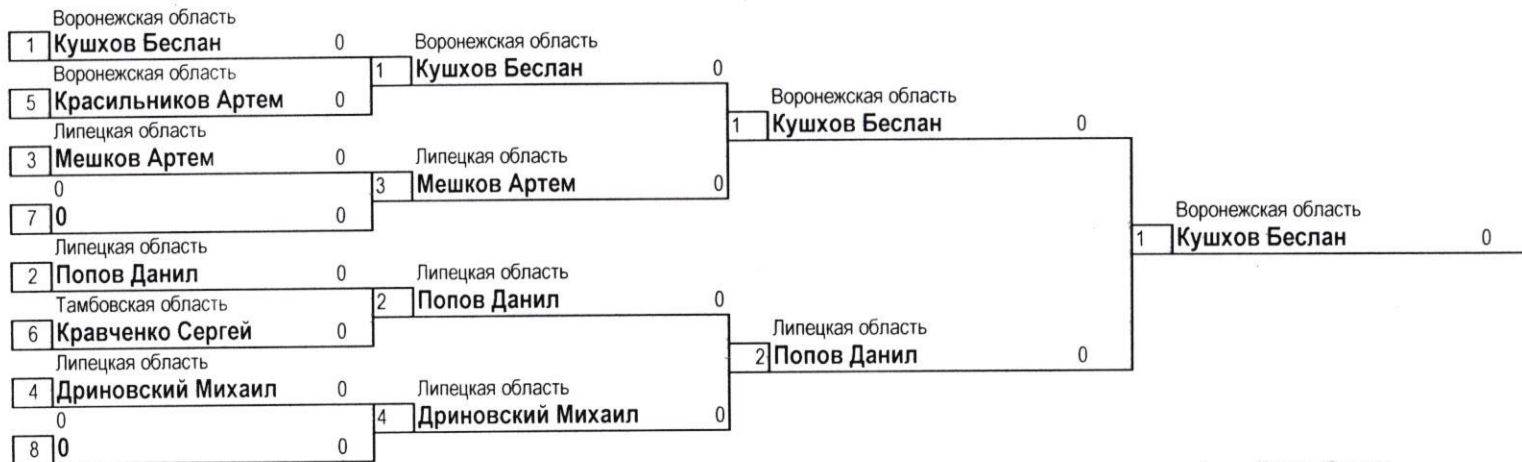 Воронежская область
1 Кушхов Беслан 0
Воронежская область
5 Красильников Артем 0
Липецкая область
3 Мешков Артем 0
0
7 0 0
Липецкая область
2 Попов Данил 0
Тамбовская область
6 Кравченко Сергей 0
Липецкая область
4 Дриновский Михаил 0
0
8 0 0
Воронежская область
1 Кушхов Беслан 0
Липецкая область
3 Мешков Артем 0
Липецкая область
2 Попов Данил 0
Липецкая область
4 Дриновский Михаил 0
Воронежская область
1 Кушхов Беслан 0
Липецкая область
2 Попов Данил 0
Воронежская область
1 Кушхов Беслан 0